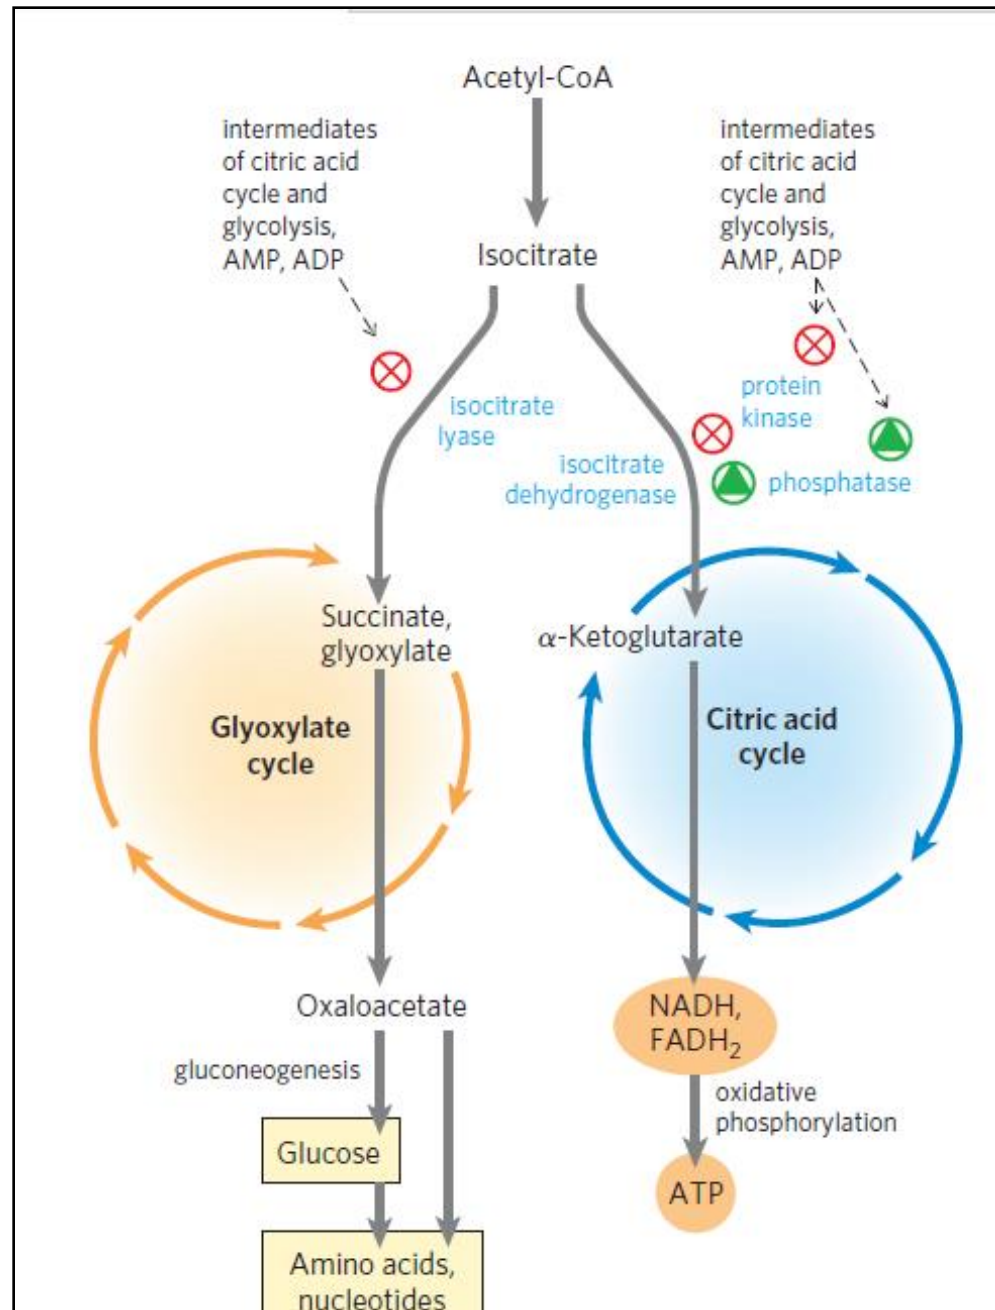 Acetyl-CoA
intermediates
of citric acid
cycle and
glycolysis,
AMP, ADP
intermediates
of citric acid
cycle and
glycolysis,
AMP, ADP
Isocitrate
isocitrate
lyase
protein
kinase
isocitrate
dehydrogenase
phosphatase
Succinate,
glyoxylate
α-Ketoglutarate
Glyoxylate
cycle
Citric acid
cycle
Oxaloacetate
NADH,
FADH₂
gluconeogenesis
oxidative
phosphorylation
Glucose
ATP
Amino acids,
nucleotides